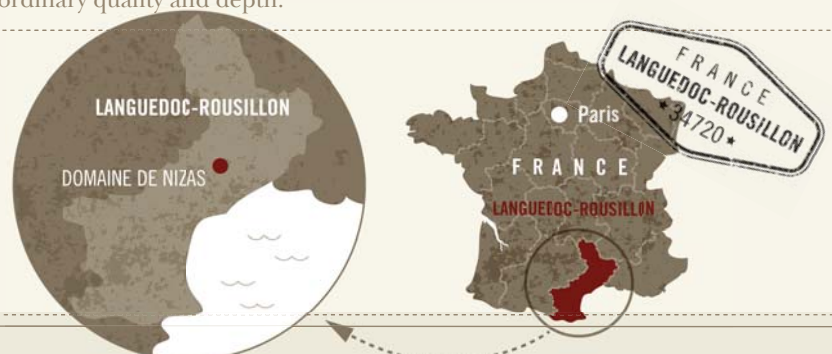 ordinary quality and depth.
LANGUEDOC-ROUSILLON
DOMAINE DE NIZAS
Paris
FRANCE
LANGUEDOC-ROUSILLON
FRANCE
LANGUEDOC-ROUSILLON
★34720★